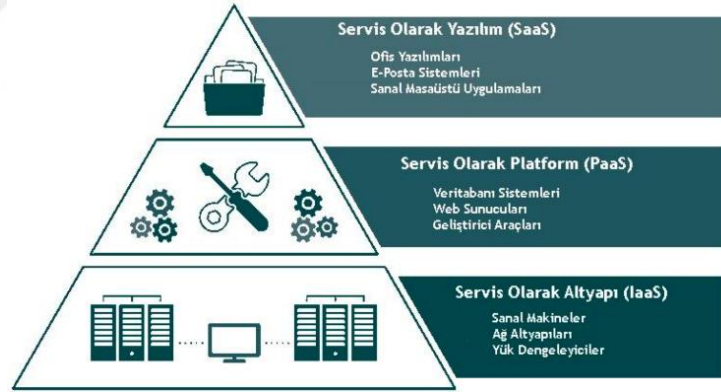 Servis Olarak Yazılım (SaaS)
Ofis Yazılımları
E-Posta Sistemleri
Sanal Masaüstü Uygulamaları
Servis Olarak Platform (PaaS)
Veritabanı Sistemleri
Web Sunucuları
Geliştirici Araçları
Servis Olarak Altyapı (IaaS)
Sanal Makineler
Ağ Altyapıları
Yük Dengeleyiciler